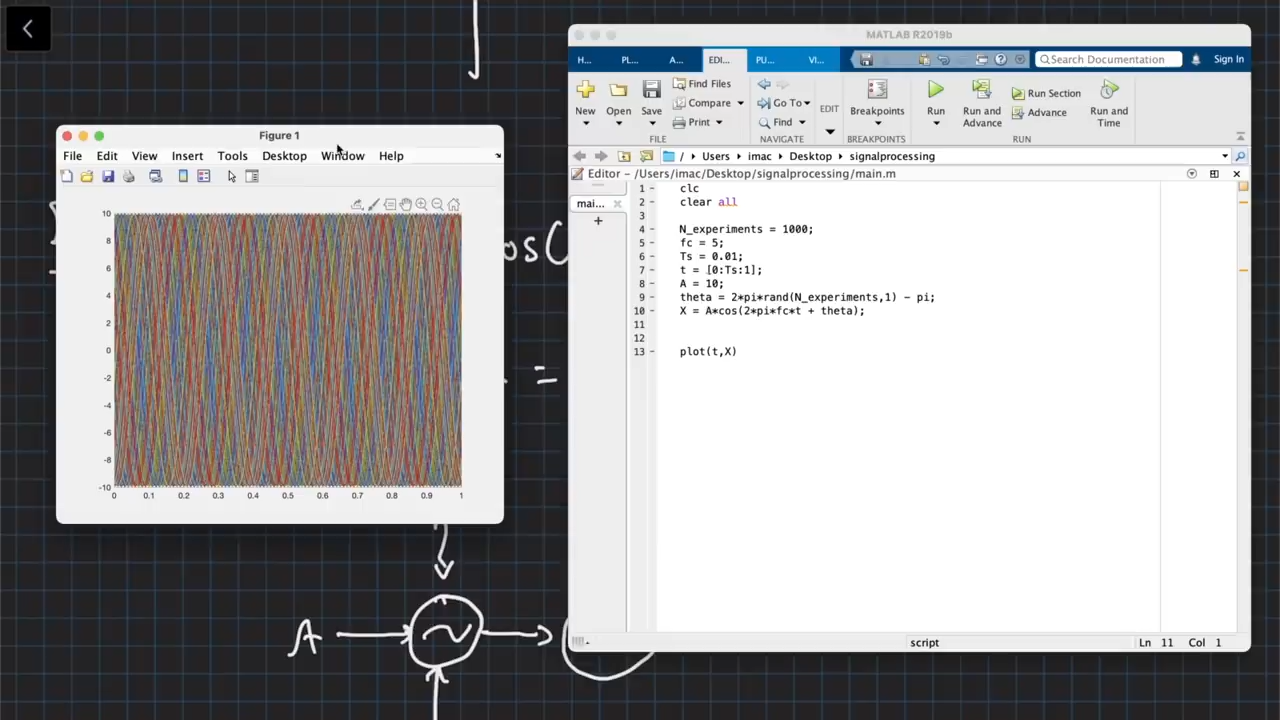 MATLAB R2019b
H... PL... A... EDI... PU... VI... Search Documentation Sign In
New Open Save Find Files Compare Print Go To Find EDIT Breakpoints Run Run and Advance Run Section Advance Run and Time
FILE NAVIGATE BREAKPOINTS RUN
/ Users imac Desktop signalprocessing
Editor - /Users/imac/Desktop/signalprocessing/main.m
mai...
1 - clc
2 - clear all
3
4 - N_experiments = 1000;
5 - fc = 5;
6 - Ts = 0.01;
7 - t = [0:Ts:1];
8 - A = 10;
9 - theta = 2*pi*rand(N_experiments,1) - pi;
10 - X = A*cos(2*pi*fc*t + theta);
11
12
13 - plot(t,X)
script Ln 11 Col 1
Figure 1
File Edit View Insert Tools Desktop Window Help
10
8
6
4
2
0
-2
-4
-6
-8
-10
0 0.1 0.2 0.3 0.4 0.5 0.6 0.7 0.8 0.9 1
os(
=
A ~